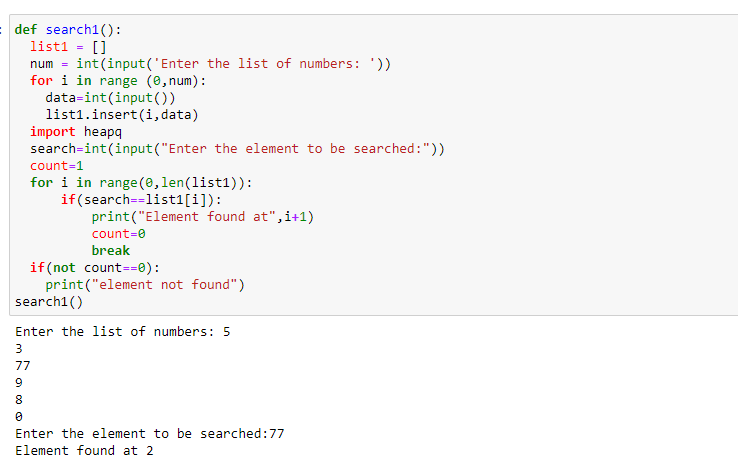 : def search1():
  list1 = []
  num = int(input('Enter the list of numbers: '))
  for i in range (0,num):
    data=int(input())
    list1.insert(i,data)
  import heapq
  search=int(input("Enter the element to be searched:"))
  count=1
  for i in range(0,len(list1)):
      if(search==list1[i]):
          print("Element found at",i+1)
          count=0
          break
  if(not count==0):
    print("element not found")
search1()
Enter the list of numbers: 5
3
77
9
8
0
Enter the element to be searched:77
Element found at 2